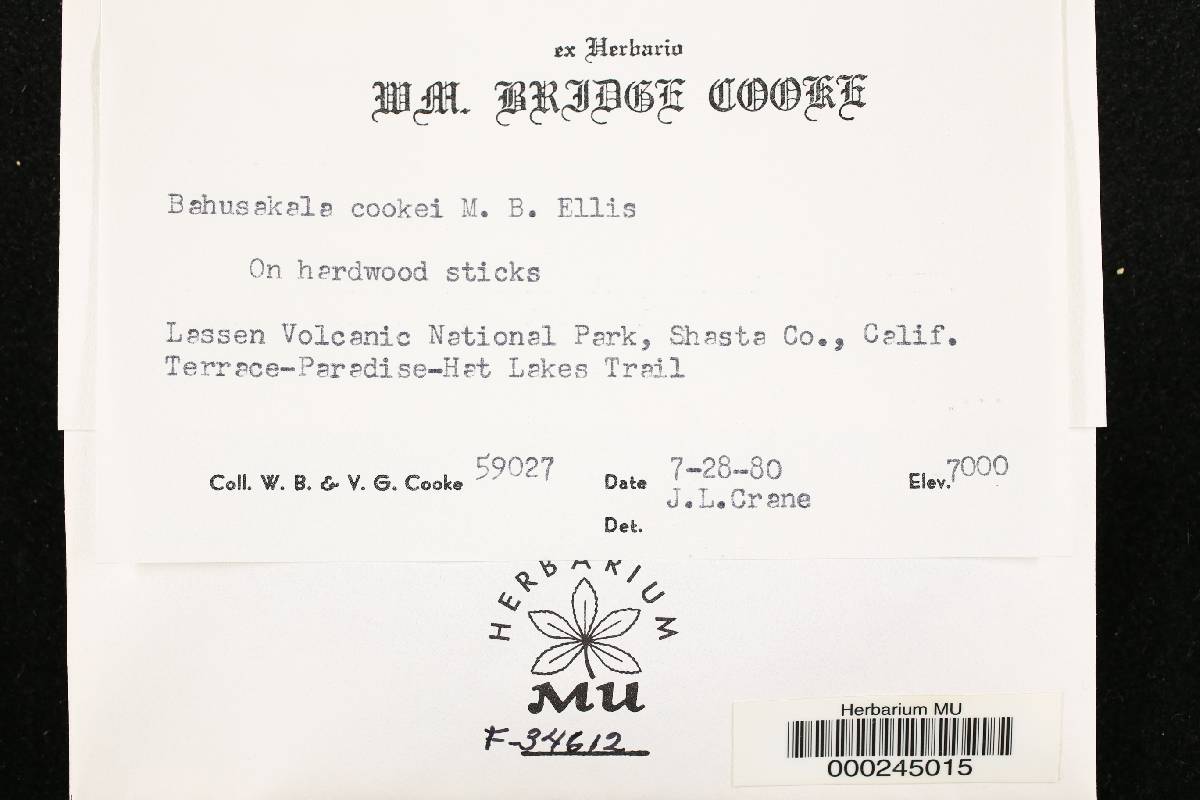 ex Herbario
WM. BRIDGE COOKE
Bahusakala cookei M. B. Ellis
On hardwood sticks
Lassen Volcanic National Park, Shasta Co., Calif.
Terrace-Paradise-Hat Lakes Trail
Coll. W. B. & V. G. Cooke 59027 Date 7-28-80 Elev. 7000
J.L.Crane
Det.
HERBARIUM
MU
F-34612
Herbarium MU
000245015